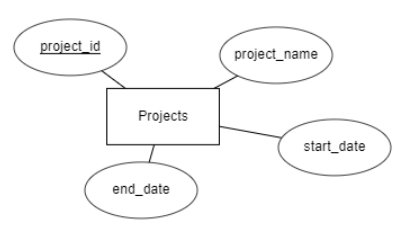 project_id
project_name
Projects
start_date
end_date